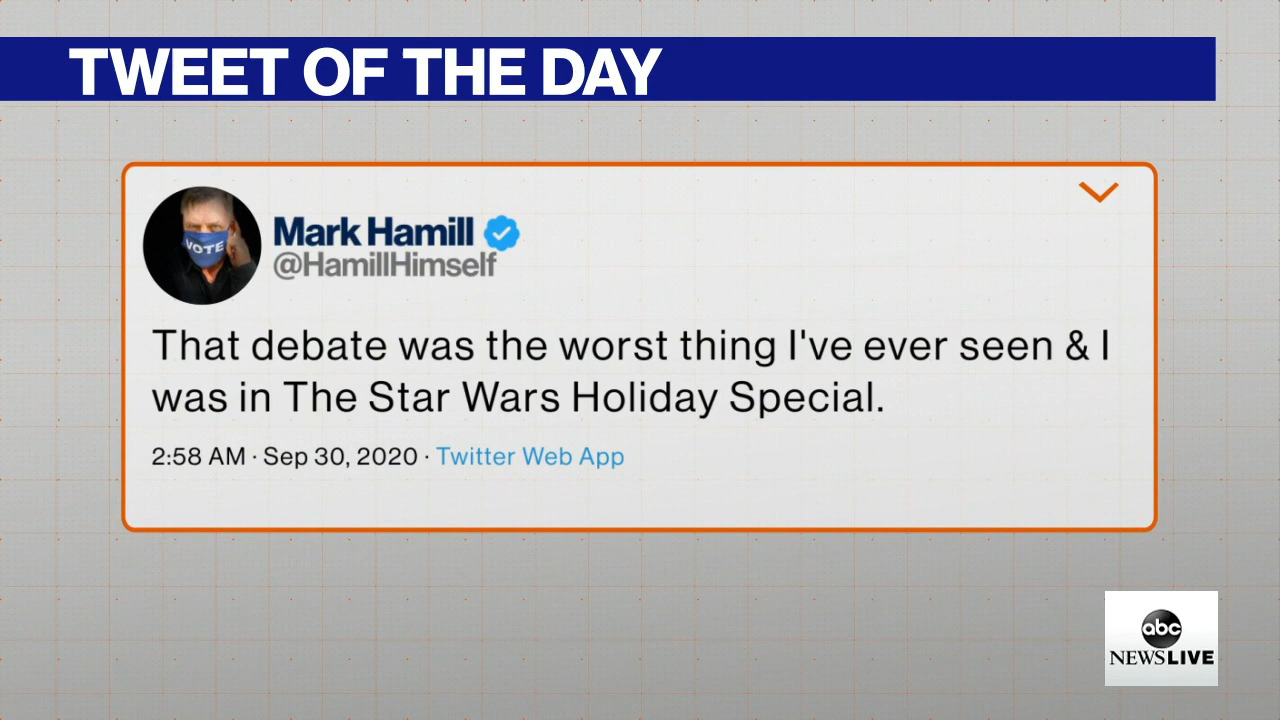 TWEET OF THE DAY
VOTE
Mark Hamill
@HamillHimself
That debate was the worst thing I've ever seen & I
was in The Star Wars Holiday Special.
2:58 AM · Sep 30, 2020 · Twitter Web App
abc
NEWSLIVE